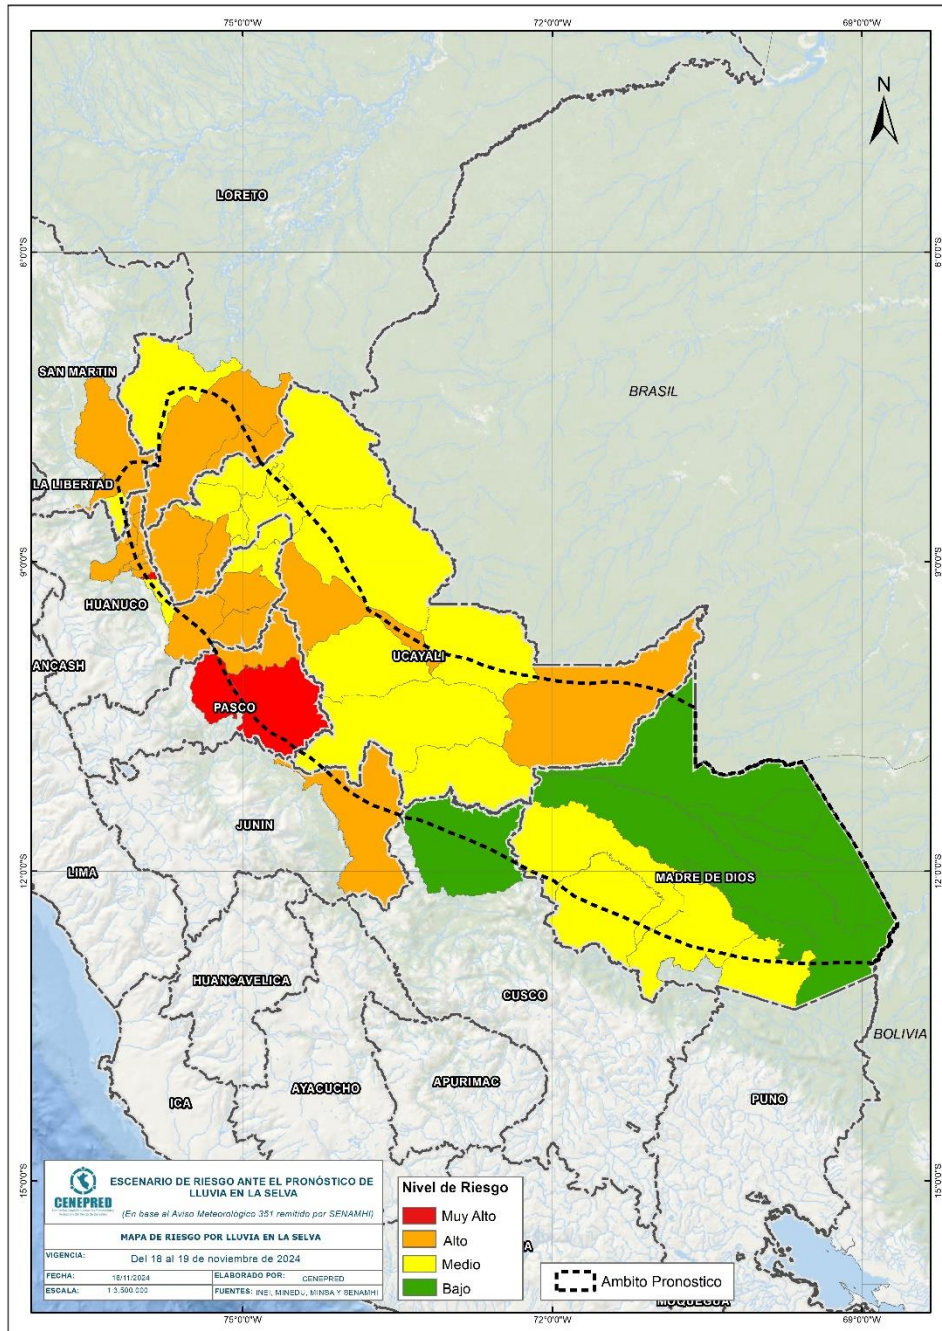 75°0'0"W
72°0'0"W
69°0'0"W
N
LORETO
6°0'0"S
6°0'0"S
SAN MARTIN
BRASIL
LA LIBERTAD
9°0'0"S
9°0'0"S
HUANUCO
ANCASH
UCAYALI
PASCO
JUNIN
LIMA
12°0'0"S
12°0'0"S
MADRE DE DIOS
HUANCAVELICA
CUSCO
BOLIVIA
APURIMAC
AYACUCHO
PUNO
ICA
15°0'0"S
15°0'0"S
CENEPRED
ESCENARIO DE RIESGO ANTE EL PRONÓSTICO DE
LLUVIA EN LA SELVA
(En base al Aviso Meteorológico 351 remitido por SENAMHI)
MAPA DE RIESGO POR LLUVIA EN LA SELVA
VIGENCIA: Del 18 al 19 de noviembre de 2024
FECHA: 18/11/2024 ELABORADO POR: CENEPRED
ESCALA: 1:3,500,000 FUENTES: INEI, MINEDU, MINSA Y SENAMHI
Nivel de Riesgo
Muy Alto
Alto
Medio
Bajo
A
Ambito Pronostico
MOQUEGUA
75°0'0"W
72°0'0"W
69°0'0"W